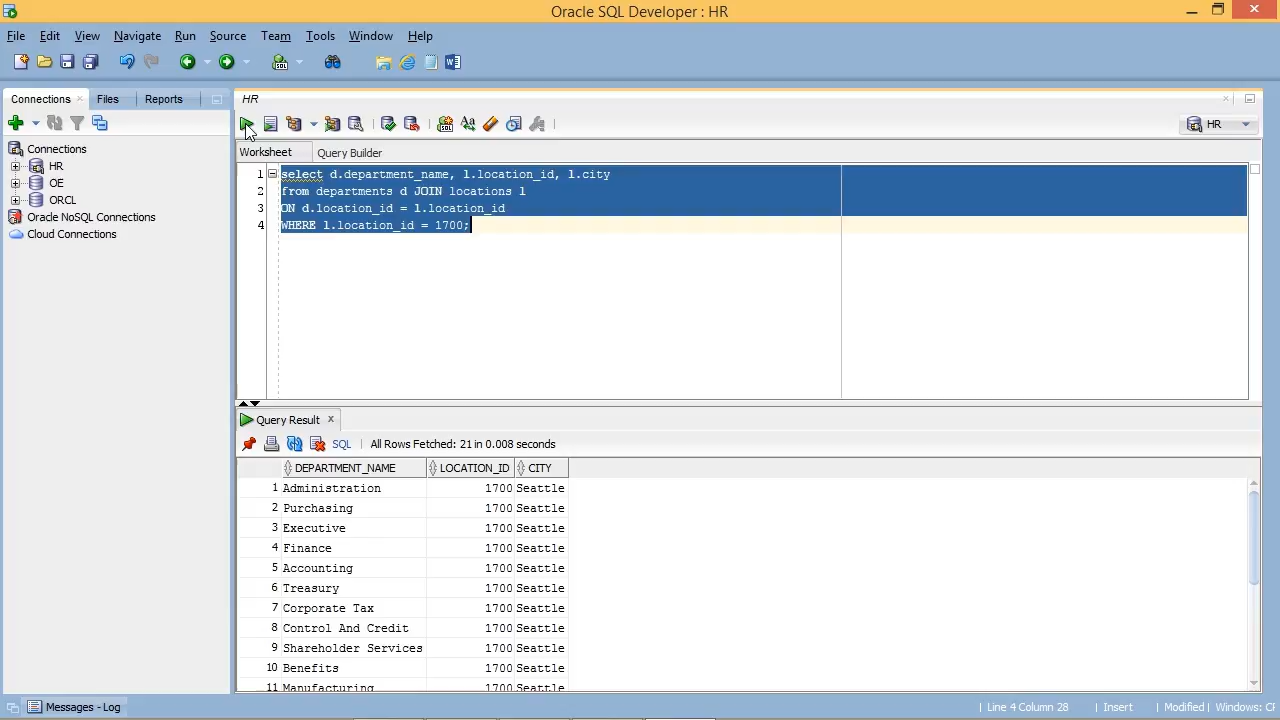 Oracle SQL Developer : HR
File Edit View Navigate Run Source Team Tools Window Help
Connections Files Reports
HR
HR
Worksheet Query Builder
Connections
HR
OE
ORCL
Oracle NoSQL Connections
Cloud Connections
1 select d.department_name, l.location_id, l.city
2 from departments d JOIN locations l
3 ON d.location_id = l.location_id
4 WHERE l.location_id = 1700;
Query Result
SQL All Rows Fetched: 21 in 0.008 seconds
DEPARTMENT_NAME LOCATION_ID CITY
1 Administration 1700 Seattle
2 Purchasing 1700 Seattle
3 Executive 1700 Seattle
4 Finance 1700 Seattle
5 Accounting 1700 Seattle
6 Treasury 1700 Seattle
7 Corporate Tax 1700 Seattle
8 Control And Credit 1700 Seattle
9 Shareholder Services 1700 Seattle
10 Benefits 1700 Seattle
11 Manufacturing 1700 Seattle
Messages - Log
Line 4 Column 28 Insert Modified Windows: